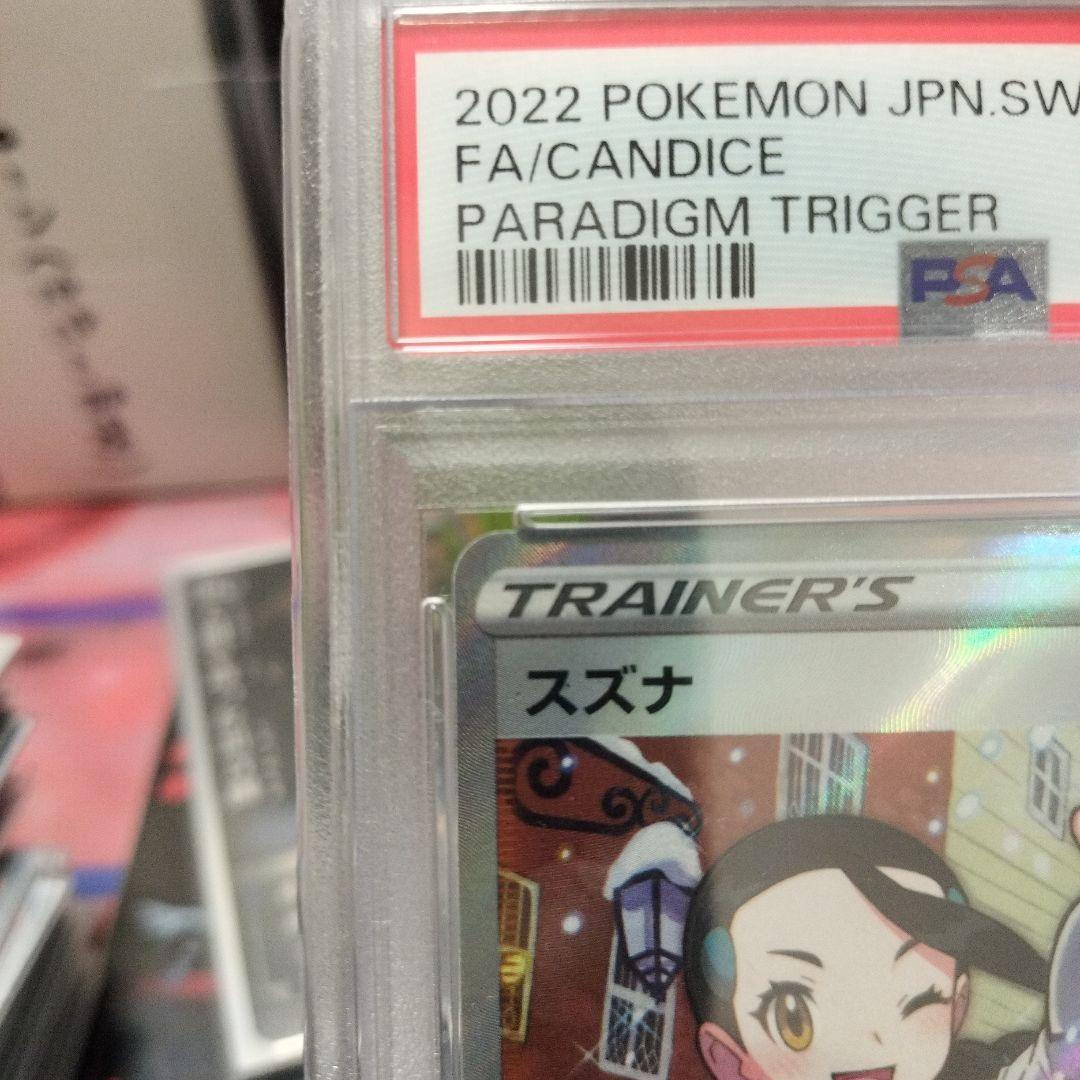 2022 POKEMON JPN.SW
FA/CANDICE
PARADIGM TRIGGER
PSA
TRAINER'S
スズナ